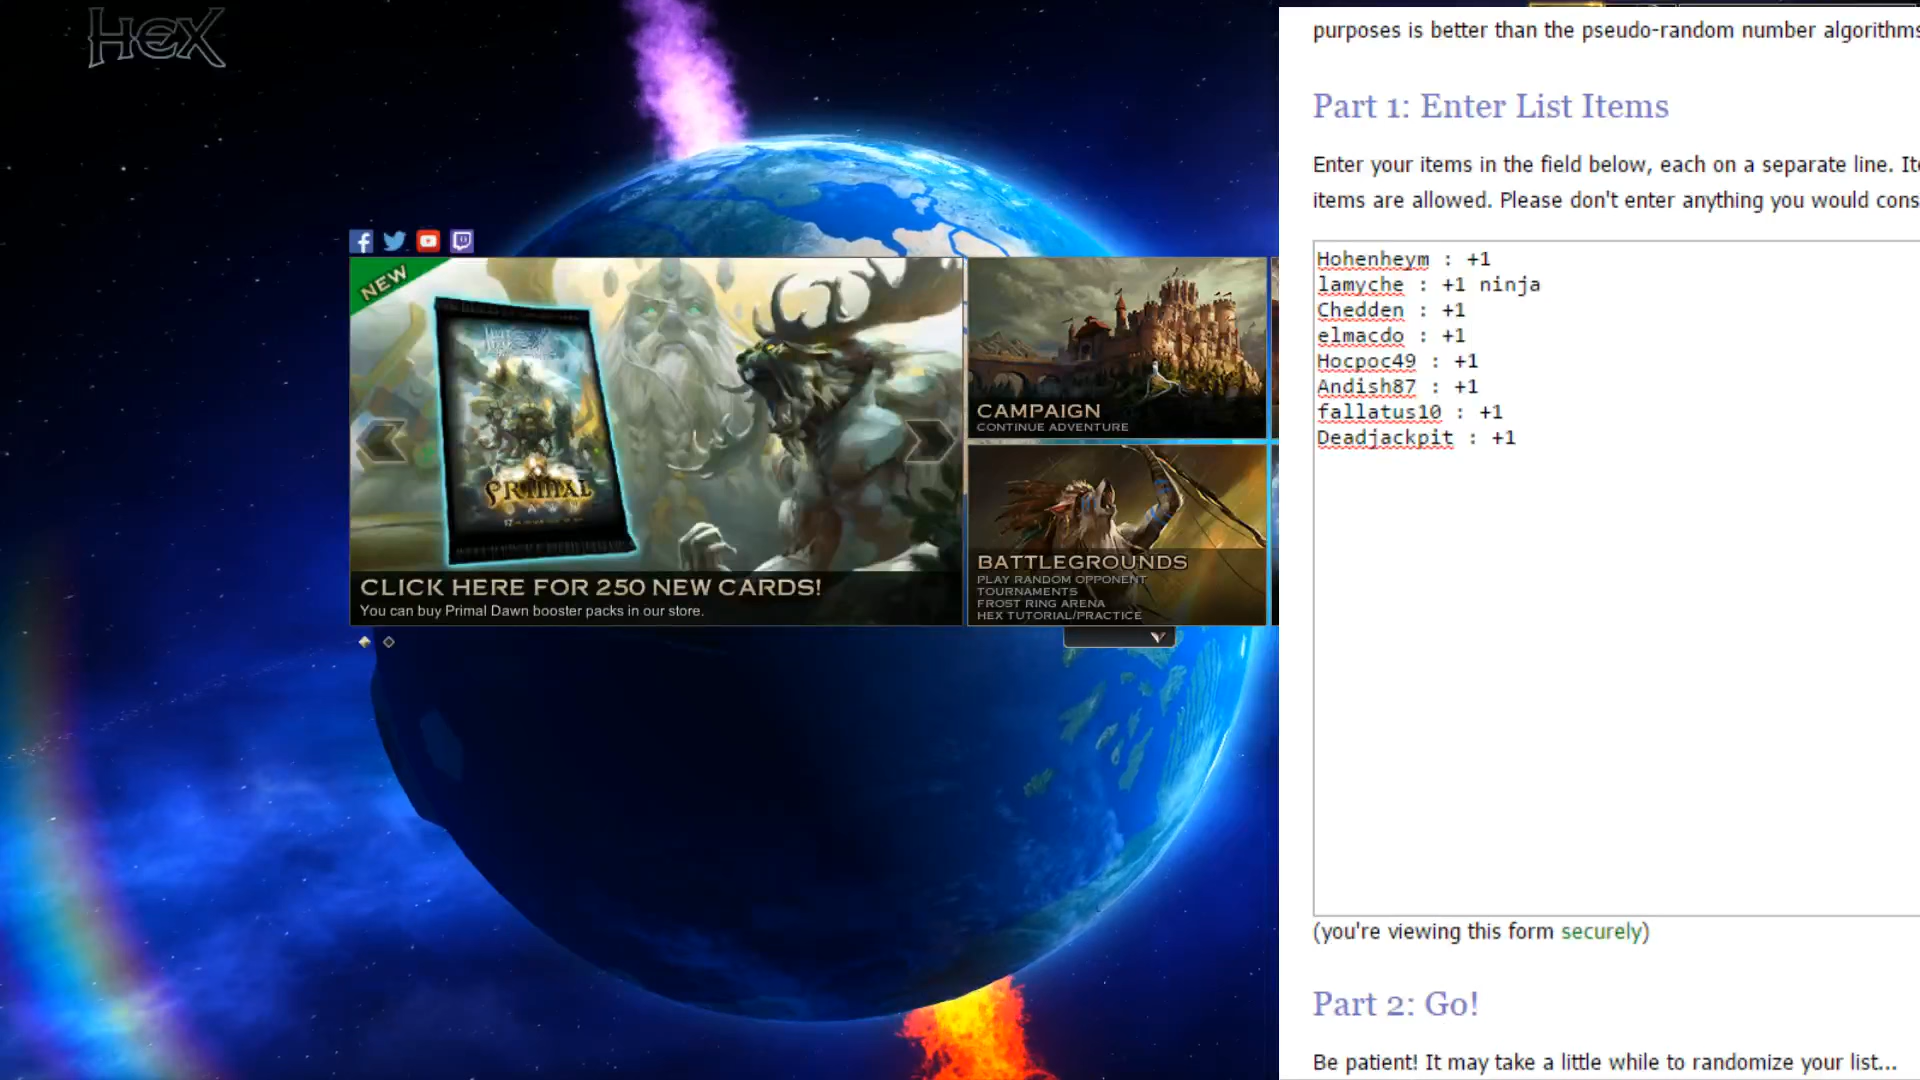 HEX
NEW
HEX
PRIMAL
CLICK HERE FOR 250 NEW CARDS!
You can buy Primal Dawn booster packs in our store.
CAMPAIGN
CONTINUE ADVENTURE
BATTLEGROUNDS
PLAY RANDOM OPPONENT
TOURNAMENTS
FROST RING ARENA
HEX TUTORIAL/PRACTICE
purposes is better than the pseudo-random number algorithms
Part 1: Enter List Items
Enter your items in the field below, each on a separate line. Ite
items are allowed. Please don't enter anything you would cons
Hohenheym : +1
lamyche : +1 ninja
Chedden : +1
elmacdo : +1
Hocpoc49 : +1
Andish87 : +1
fallatus10 : +1
Deadjackpit : +1
(you're viewing this form securely)
Part 2: Go!
Be patient! It may take a little while to randomize your list...